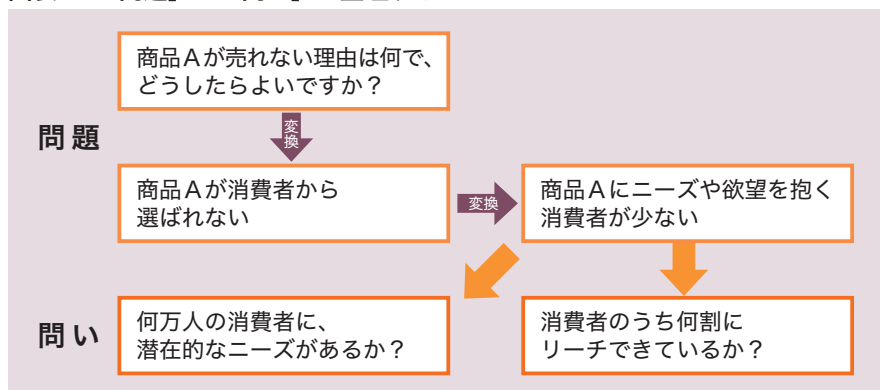 商品Aが売れない理由は何で、
どうしたらよいですか？
問題
変換
商品Aが消費者から
選ばれない
変換
商品Aにニーズや欲望を抱く
消費者が少ない
問い
何万人の消費者に、
潜在的なニーズがあるか？
消費者のうち何割に
リーチできているか？